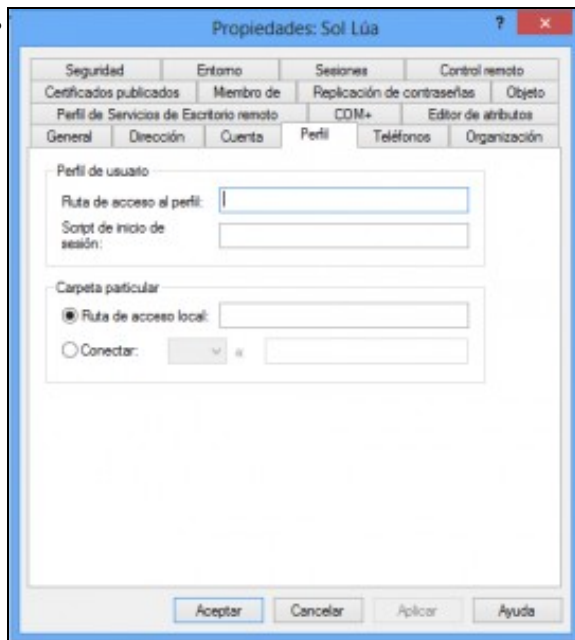 Propiedades: Sol Lúa ? ×
Seguridad Entorno Sesiones Control remoto
Certificados publicados Miembro de Replicación de contraseñas Objeto
Perfil de Servicios de Escritorio remoto COM+ Editor de atributos
General Dirección Cuenta Perfil Teléfonos Organización
Perfil de usuario
Ruta de acceso al perfil:
Script de inicio de
sesión:
Carpeta particular
Ruta de acceso local:
Conectar: a:
Aceptar Cancelar Aplicar Ayuda